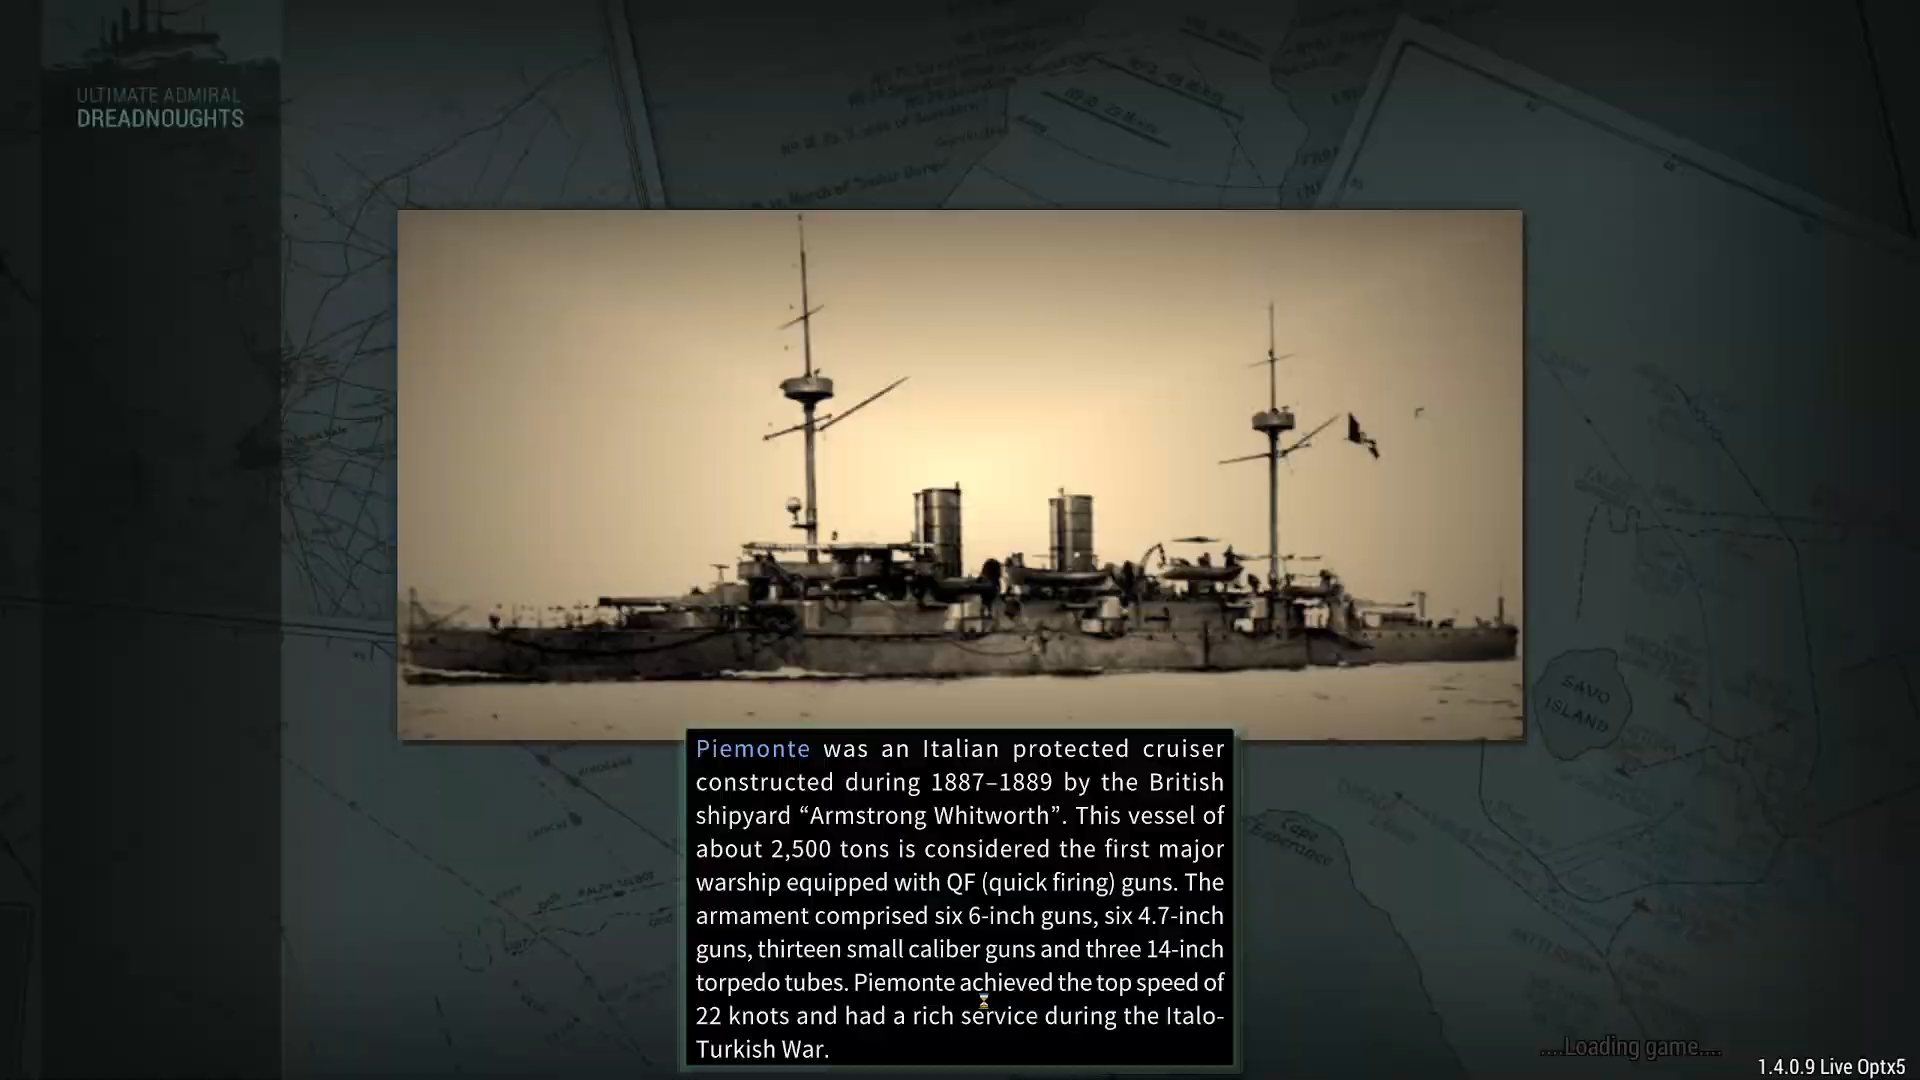 ULTIMATE ADMIRAL
DREADNOUGHTS
Piemonte was an Italian protected cruiser
constructed during 1887–1889 by the British
shipyard “Armstrong Whitworth”. This vessel of
about 2,500 tons is considered the first major
warship equipped with QF (quick firing) guns. The
armament comprised six 6-inch guns, six 4.7-inch
guns, thirteen small caliber guns and three 14-inch
torpedo tubes. Piemonte achieved the top speed of
22 knots and had a rich service during the Italo-
Turkish War.
SAVO
ISLAND
Cape
Esperance
....Loading game....
1.4.0.9 Live Optx5